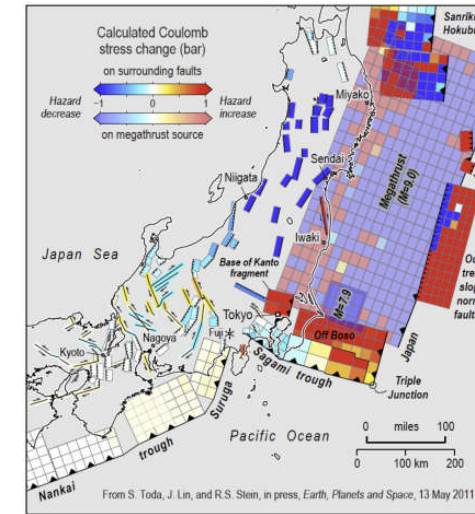 Calculated Coulomb
stress change (bar)
on surrounding faults
Hazard
decrease
−1
0
1
Hazard
increase
on megathrust source
Sanriku
Hokubu
Miyako
Sendai
Megathrust
(M=9.0)
Niigata
Iwaki
Japan Sea
Base of Kanto
fragment
M=7.9
Tokyo
Fuji
Nagoya
Kyoto
Off Boso
Sagami trough
Japan
Suruga
Triple
Junction
Pacific Ocean
Nankai
trough
0 miles 100
0 km
100 200
From S. Toda, J. Lin, and R.S. Stein, in press, Earth, Planets and Space, 13 May 2011